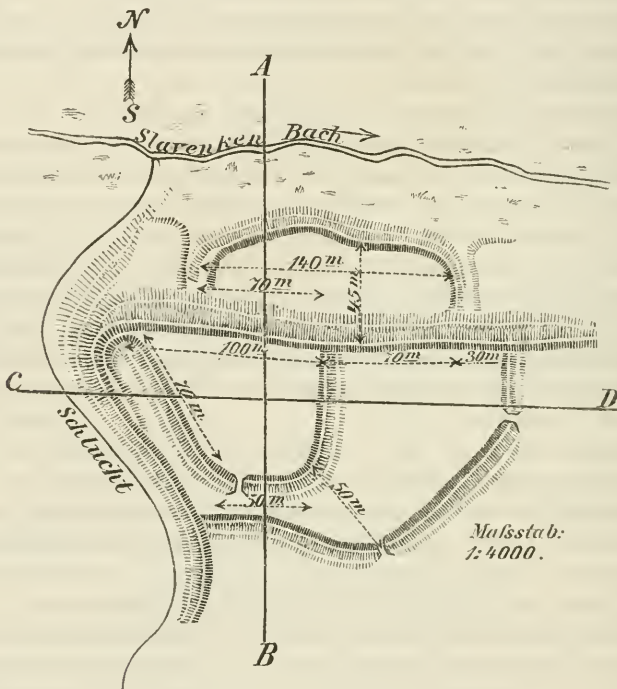 N
S
A
Slavenken Bach
140 m
70 m
45 m
100 m
70 m
30 m
C
D
70 m
Schlucht
50 m
50 m
Maſsstab:
1:4000.
B